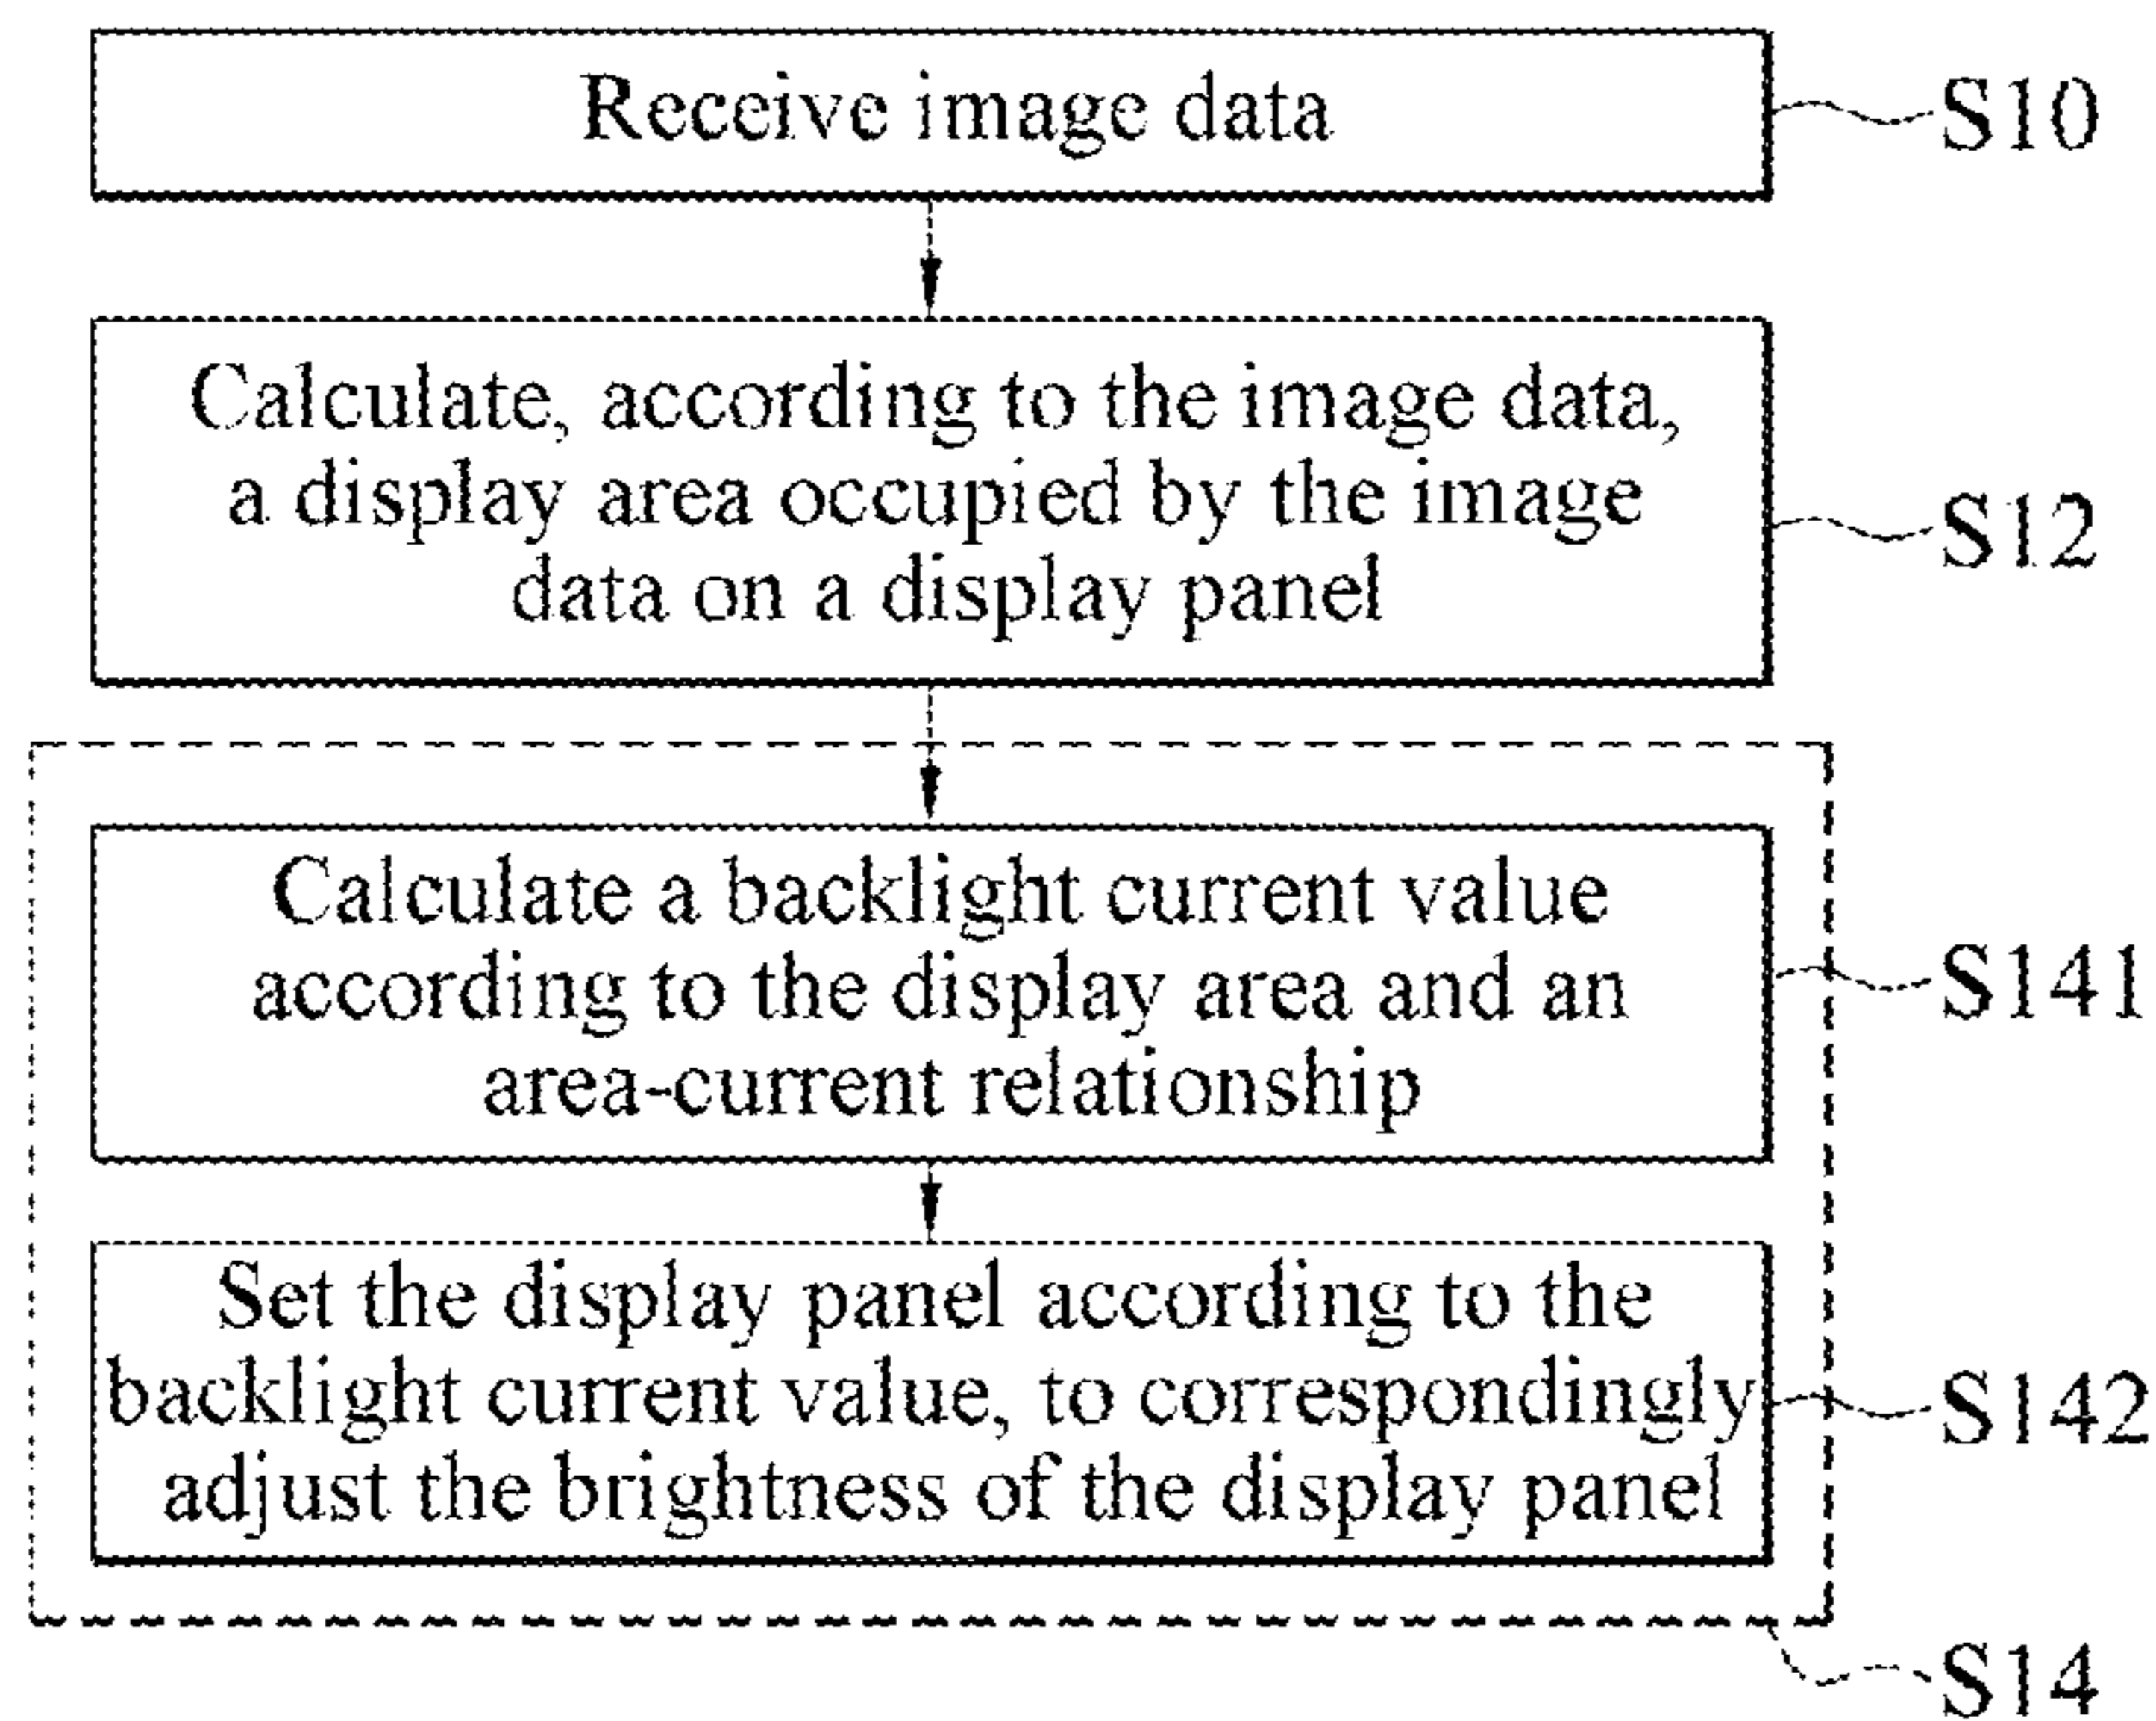 Receive image data
S10
Calculate, according to the image data,
a display area occupied by the image
data on a display panel
S12
Calculate a backlight current value
according to the display area and an
area-current relationship
S141
Set the display panel according to the
backlight current value, to correspondingly
adjust the brightness of the display panel
S142
S14